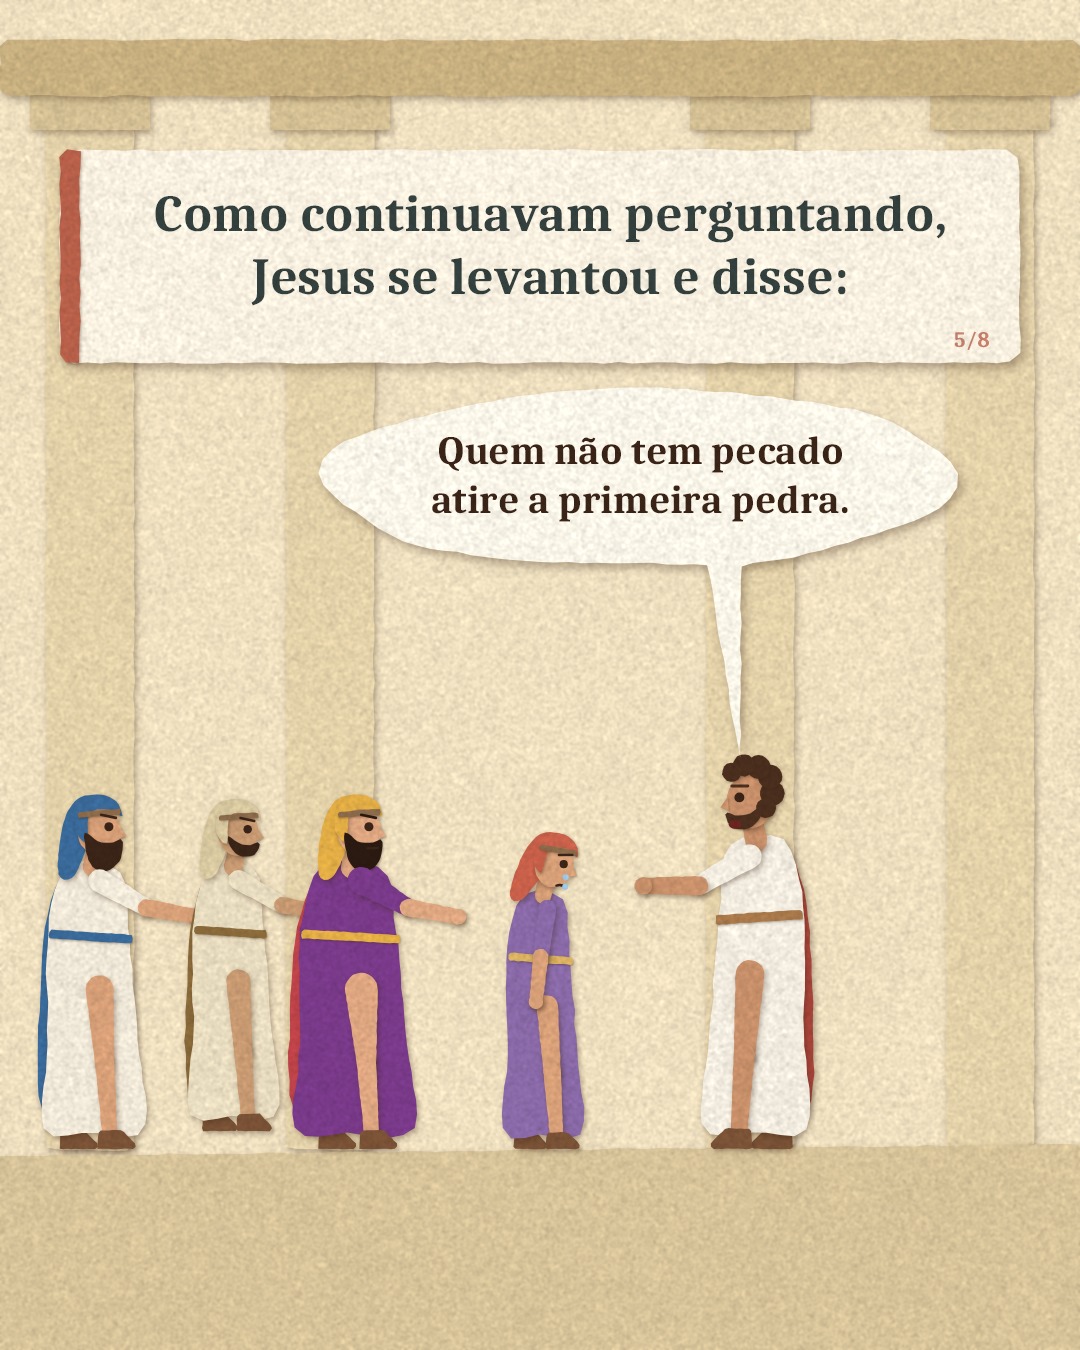 Como continuavam perguntando,
Jesus se levantou e disse:
5/8
Quem não tem pecado
atire a primeira pedra.